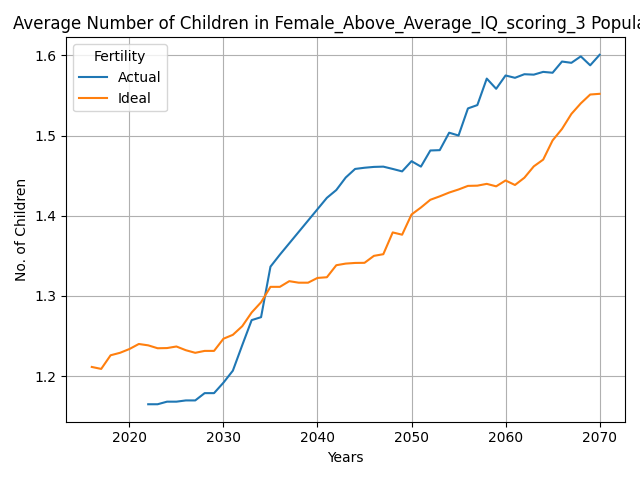 Average Number of Children in Female_Above_Average_IQ_scoring_3 Popula
Fertility
Actual
Ideal
No. of Children
1.6
1.5
1.4
1.3
1.2
2020 2030 2040 2050 2060 2070
Years